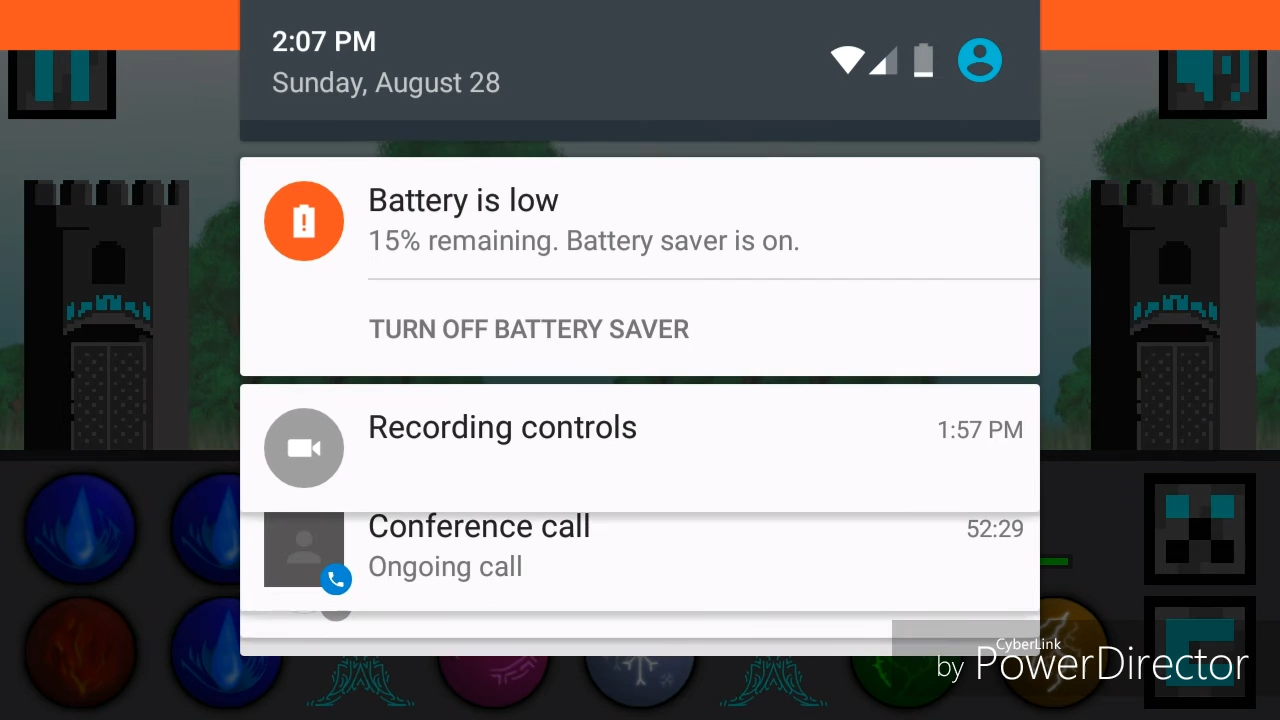 2:07 PM
Sunday, August 28
Battery is low
15% remaining. Battery saver is on.
TURN OFF BATTERY SAVER
Recording controls
1:57 PM
Conference call
52:29
Ongoing call
CyberLink
by PowerDirector